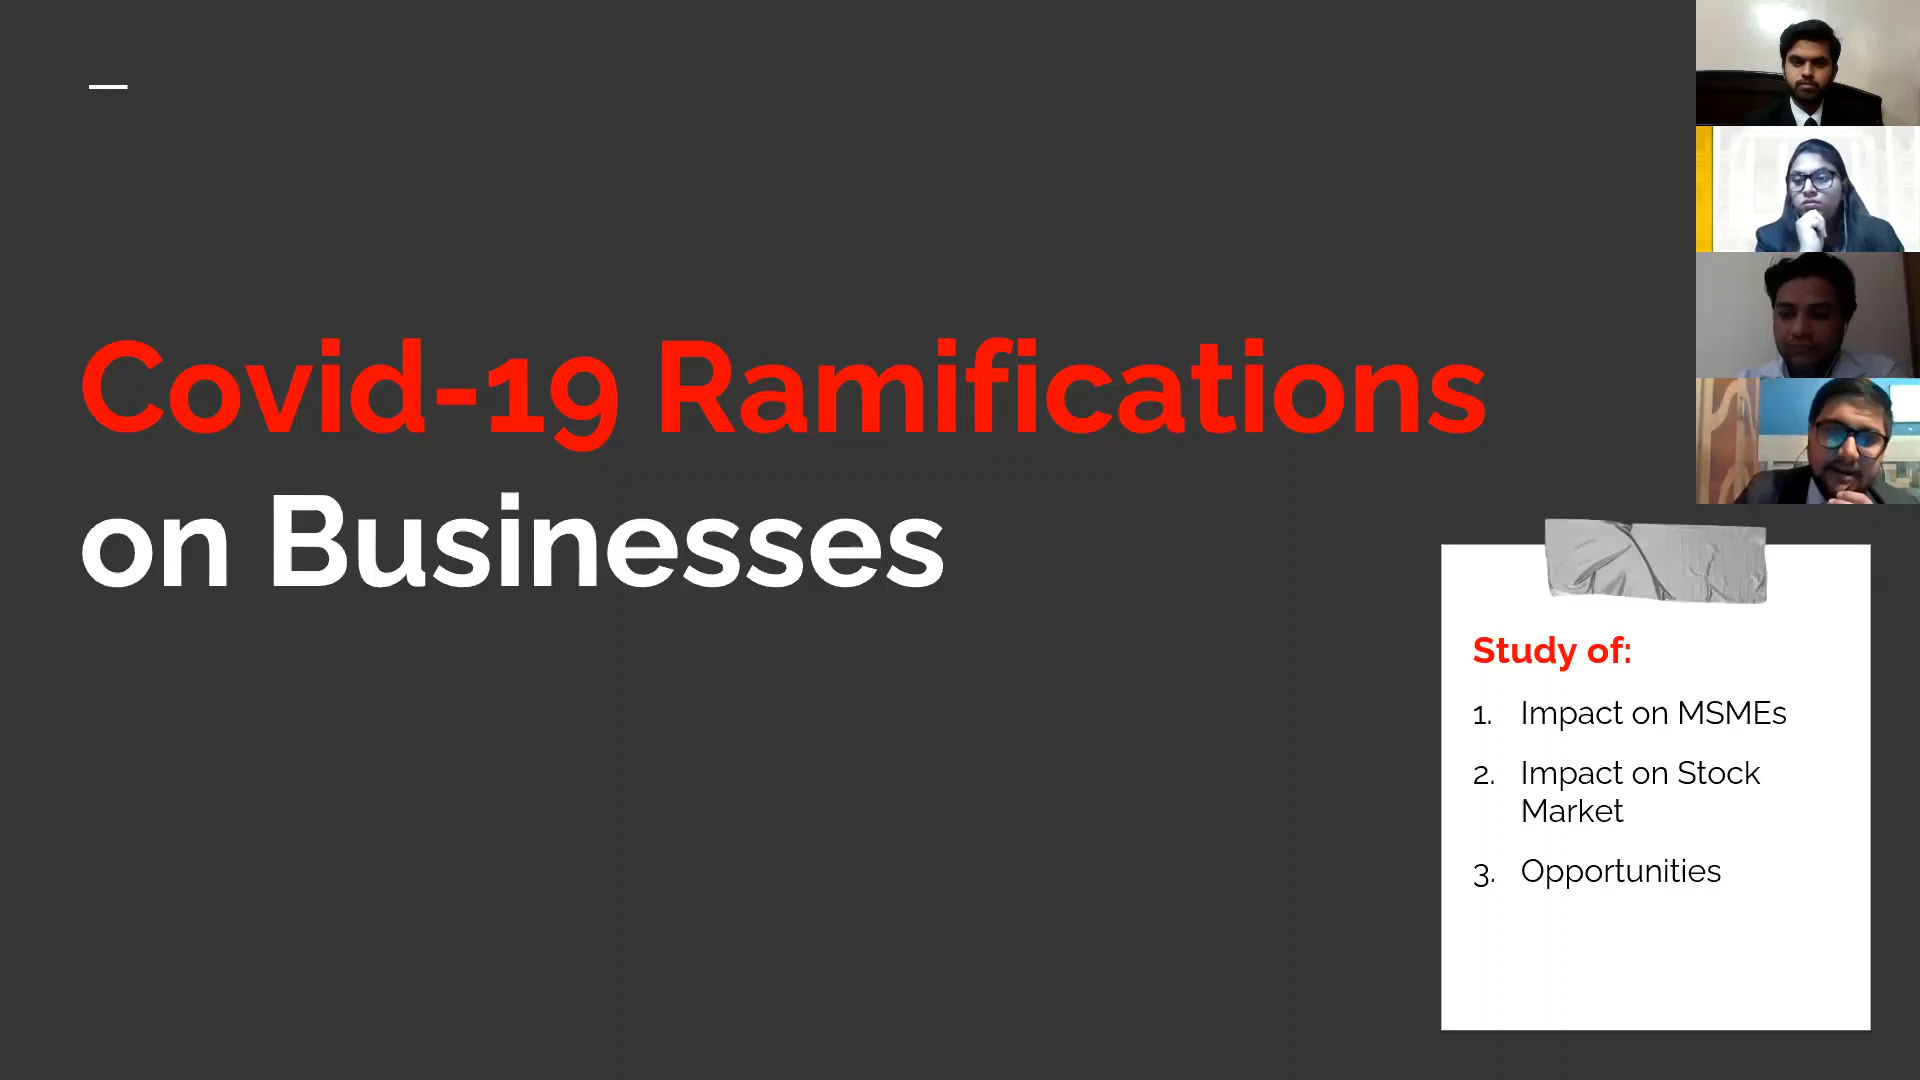 Covid-19 Ramifications
on Businesses
Study of:
1. Impact on MSMEs
2. Impact on Stock
Market
3. Opportunities